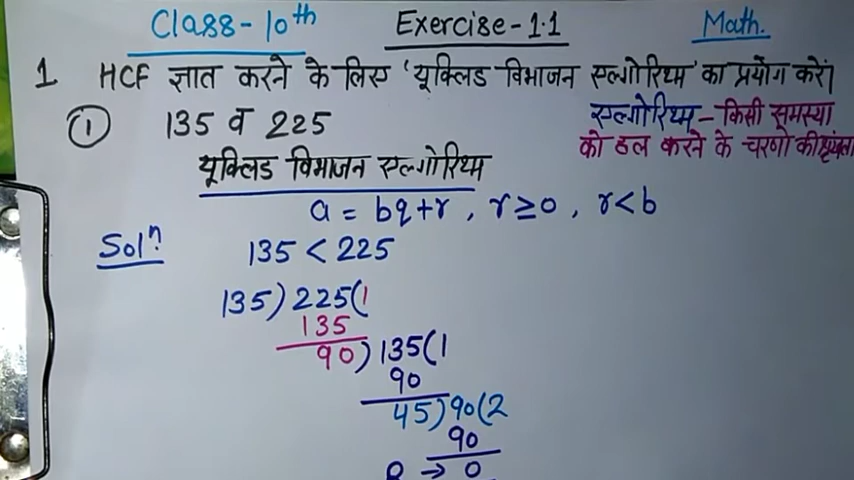 Class-10th Exercise-1.1 Math.
1 HCF ज्ञात करने के लिए 'यूक्लिड विभाजन एल्गोरिथ्म' का प्रयोग करें।
① 135 व 225
एल्गोरिथ्म - किसी समस्या
को हल करने के चरणो की श्रृंखला
यूक्लिड विभाजन एल्गोरिथ्म
a = bq+r, r≥0, r<b
Solⁿ 135 < 225
135) 225(1
135
90) 135(1
90
45) 90(2
90
R → 0